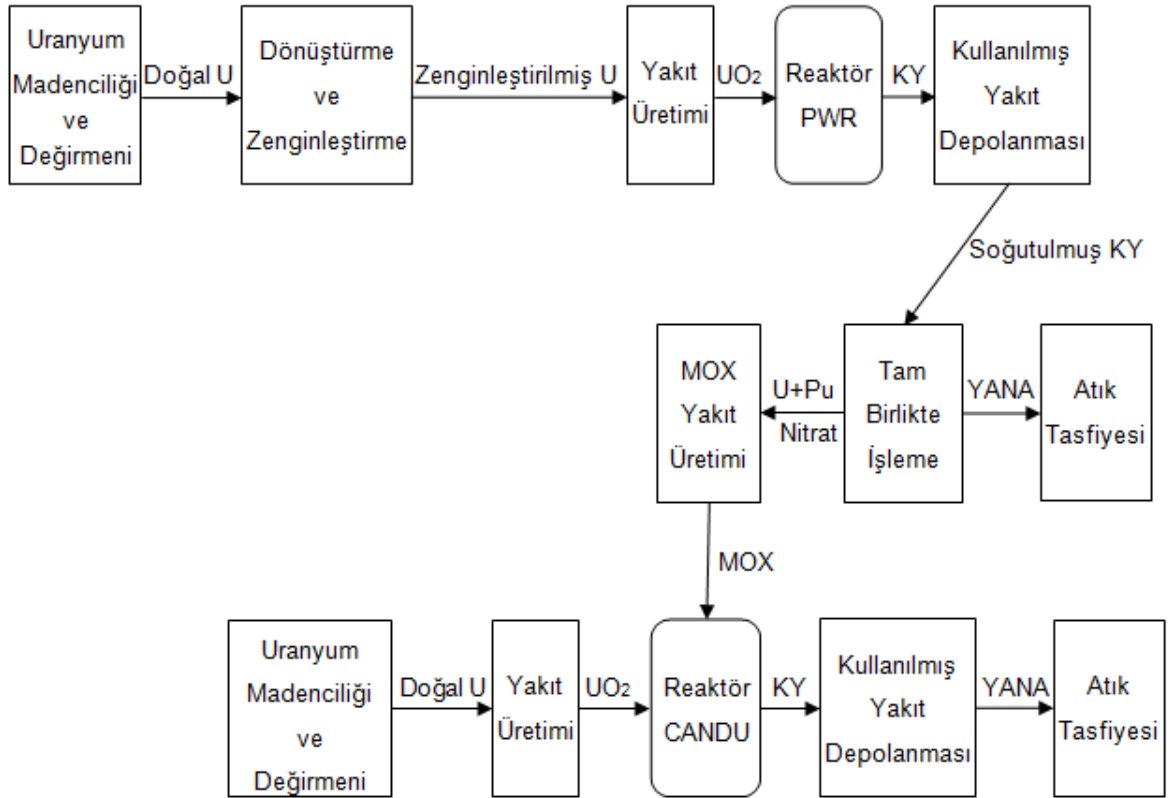 Uranyum
Madenciliği
ve
Değirmeni
Doğal U
Dönüştürme
ve
Zenginleştirme
Zenginleştirilmiş U
Yakıt
Üretimi
UO2
Reaktör
PWR
KY
Kullanılmış
Yakıt
Depolanması
Soğutulmuş KY
MOX
Yakıt
Üretimi
U+Pu
Nitrat
Tam
Birlikte
İşleme
YANA
Atık
Tasfiyesi
MOX
Uranyum
Madenciliği
ve
Değirmeni
Doğal U
Yakıt
Üretimi
UO2
Reaktör
CANDU
KY
Kullanılmış
Yakıt
Depolanması
YANA
Atık
Tasfiyesi